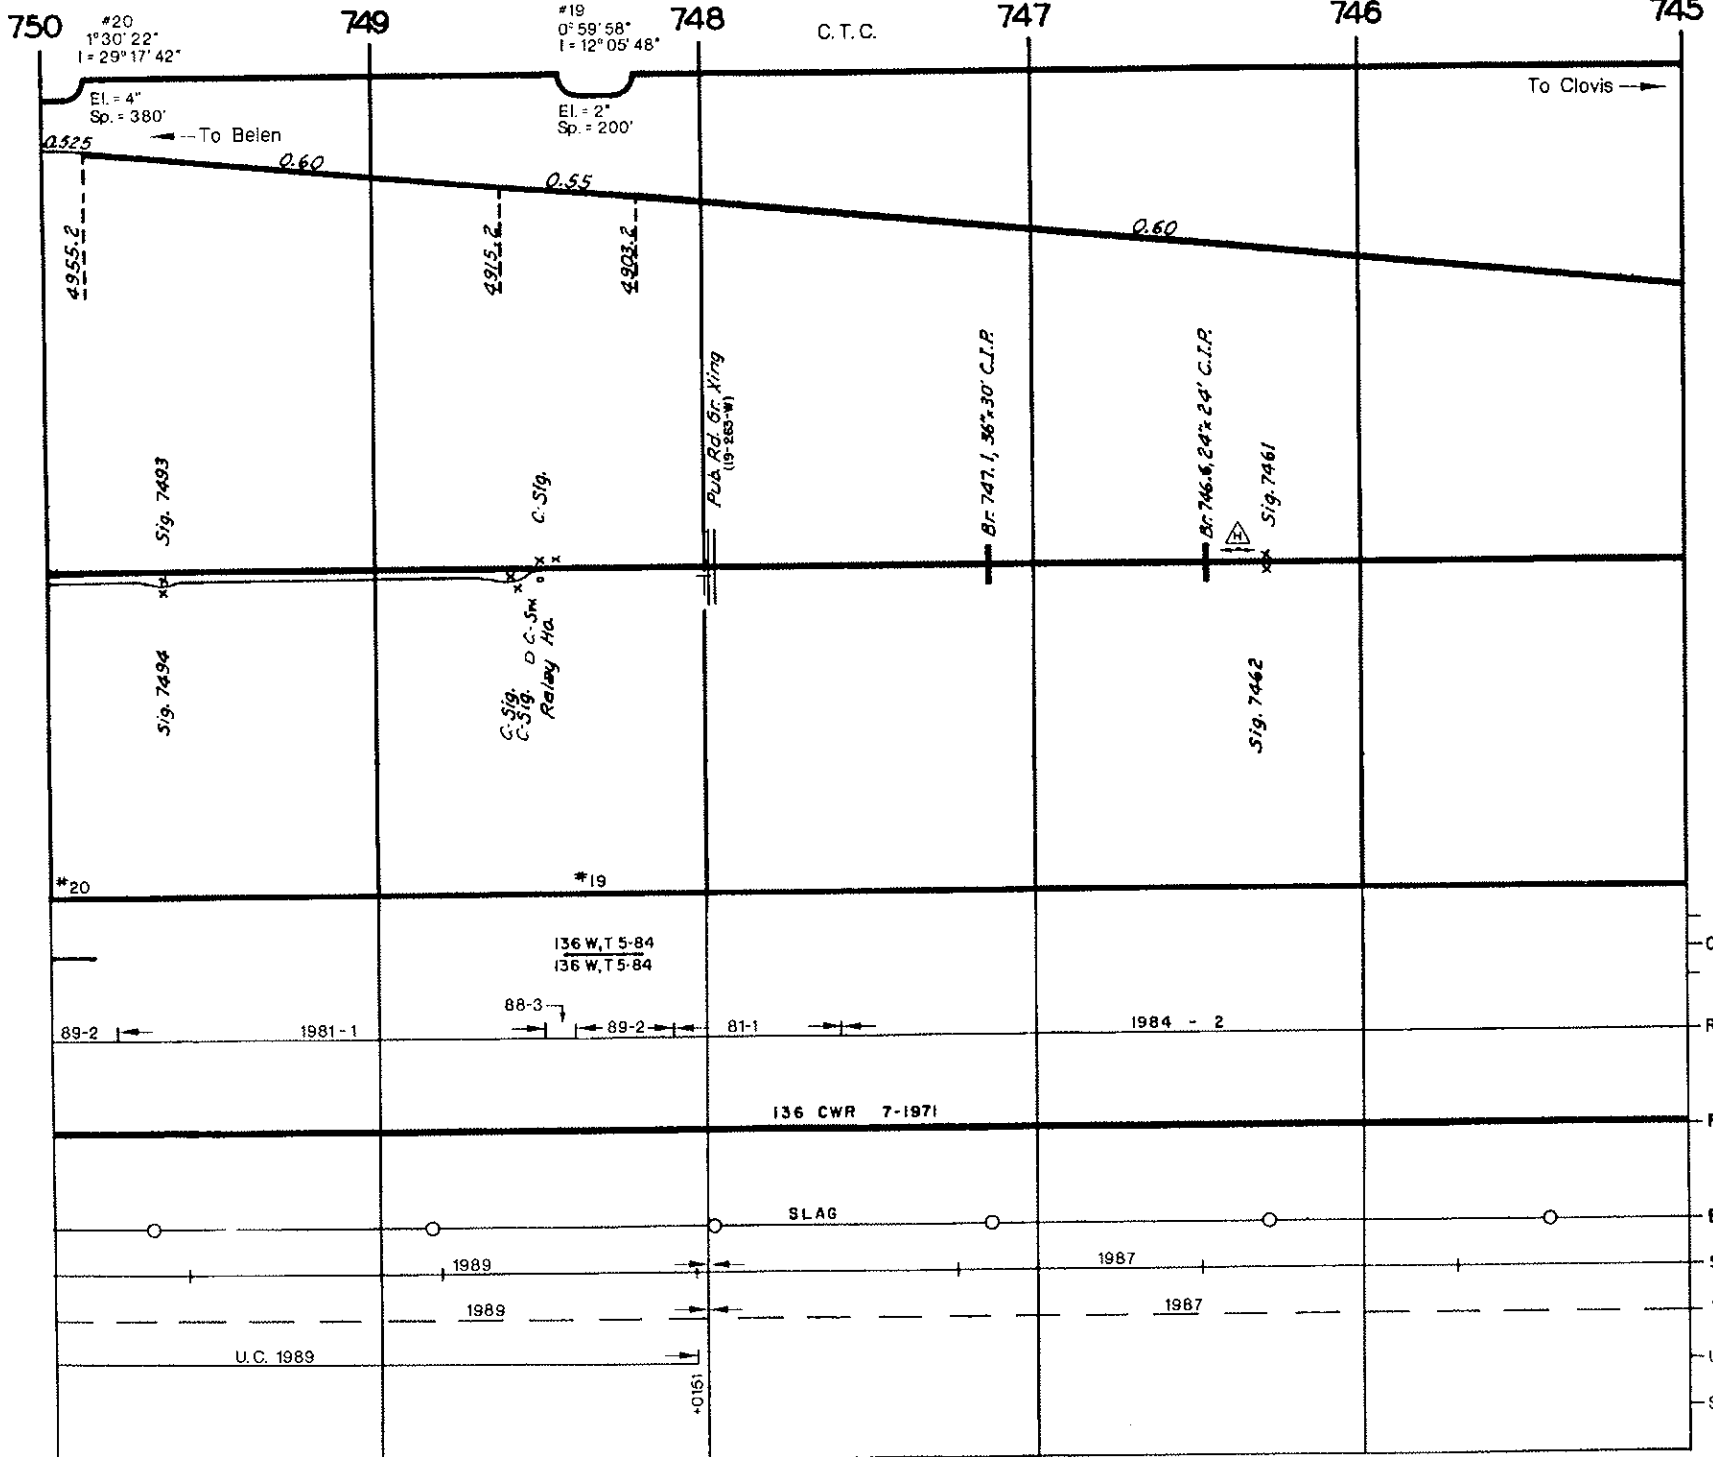 750 749 748 747 746 745
#20
1°30'22"
I = 29°17'42"
#19
0°59'58"
I = 12°05'48"
C.T.C.
El. = 4"
Sp. = 380'
El. = 2"
Sp. = 200'
To Clovis
To Belen
0.525
0.60
0.55
0.60
4955.2
4915.2
4903.2
Sig. 7493
C-Sig.
Pub. Rd. Gr. Xing
(19-263-W)
Br. 747.1, 36"x30' C.I.P.
Br. 746.6, 24"x24' C.I.P.
H
Sig. 7461
Sig. 7494
C-Sig.
C-Sig.
D C-Sw
Relay Ho.
Sig. 7462
#20
#19
136 W,T 5-84
136 W,T 5-84
88-3
89-2
1981-1
89-2
81-1
1984 - 2
136 CWR 7-1971
SLAG
1989
1987
1989
1987
U.C. 1989
+0151